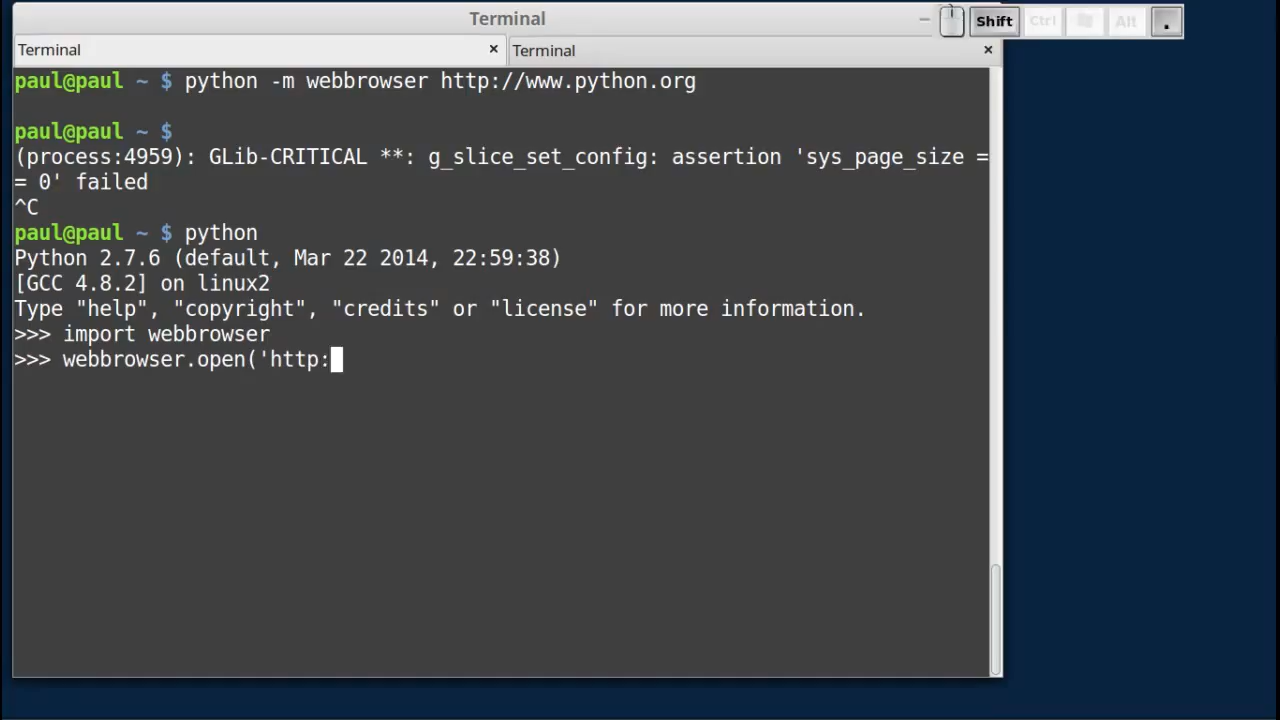 Terminal
Shift Ctrl Alt .
Terminal × Terminal ×
paul@paul ~ $ python -m webbrowser http://www.python.org
paul@paul ~ $
(process:4959): GLib-CRITICAL **: g_slice_set_config: assertion 'sys_page_size =
= 0' failed
^C
paul@paul ~ $ python
Python 2.7.6 (default, Mar 22 2014, 22:59:38)
[GCC 4.8.2] on linux2
Type "help", "copyright", "credits" or "license" for more information.
>>> import webbrowser
>>> webbrowser.open('http: